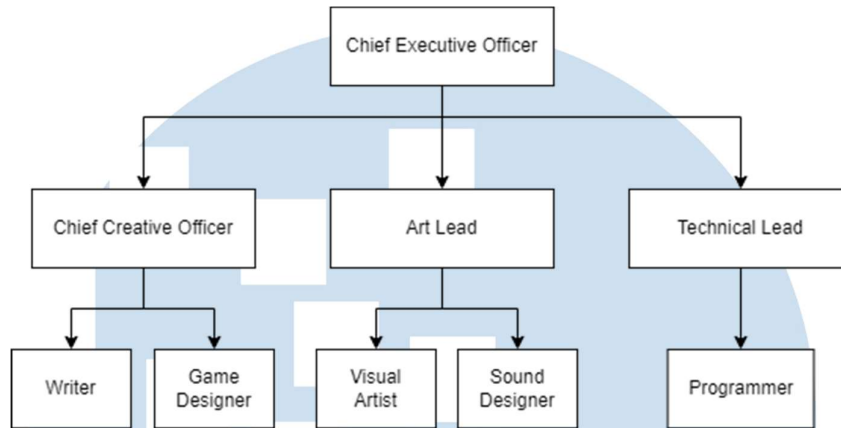 Chief Executive Officer
Chief Creative Officer
Art Lead
Technical Lead
Writer
Game
Designer
Visual
Artist
Sound
Designer
Programmer